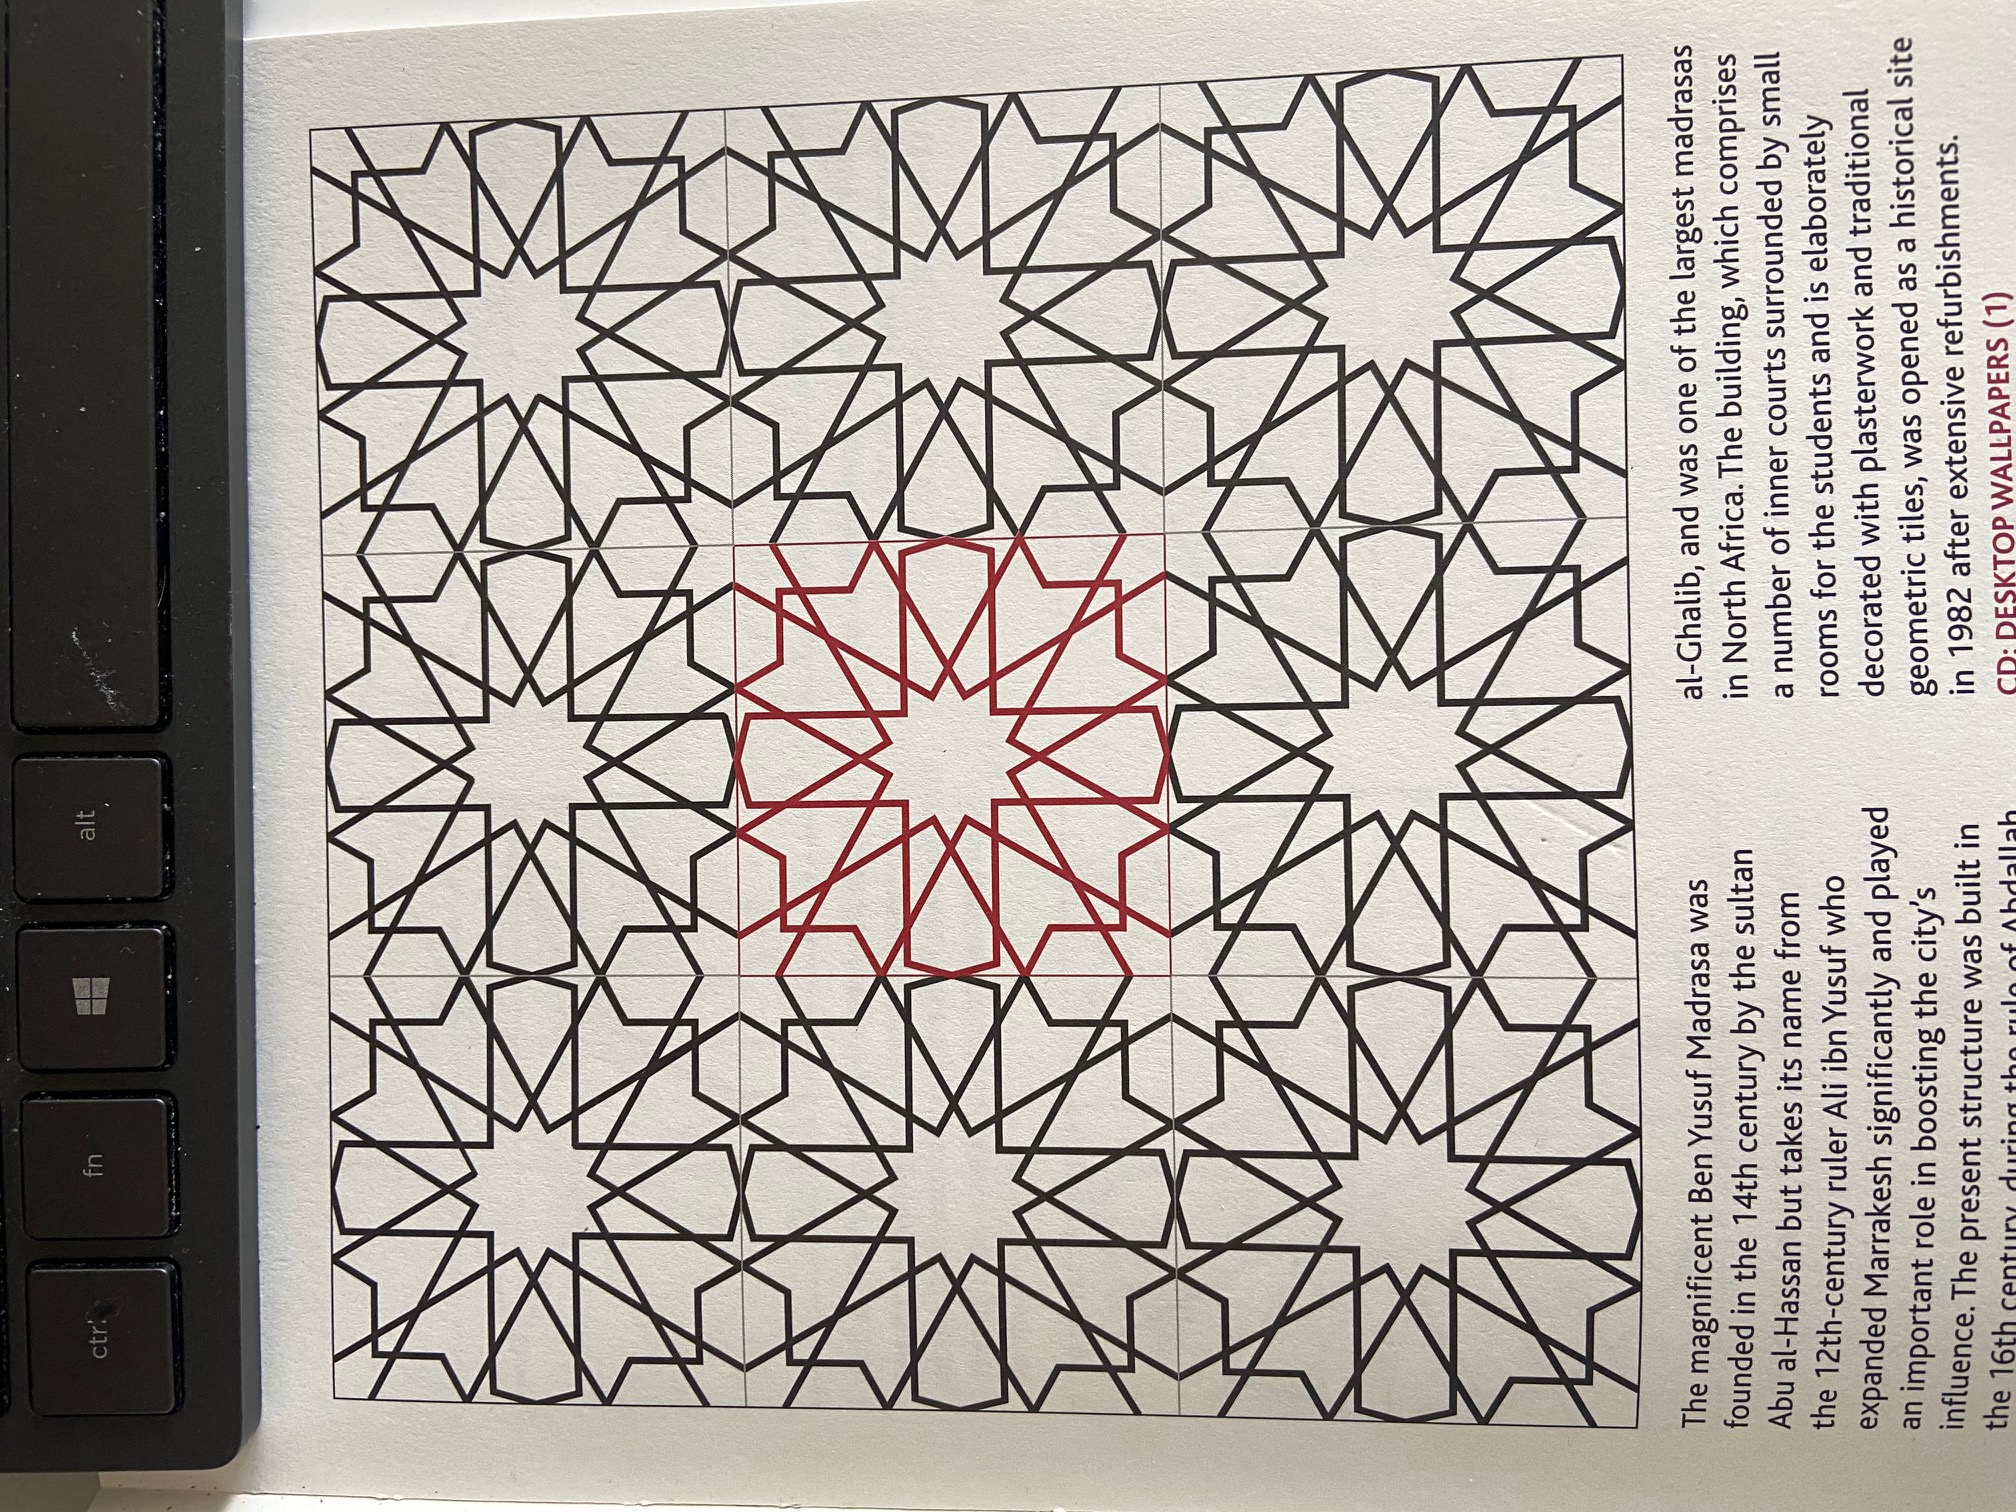 ctrl
fn
alt
The magnificent Ben Yusuf Madrasa was
founded in the 14th century by the sultan
Abu al-Hassan but takes its name from
the 12th-century ruler Ali ibn Yusuf who
expanded Marrakesh significantly and played
an important role in boosting the city's
influence. The present structure was built in
the 16th century, during the rule of Abdallah
al-Ghalib, and was one of the largest madrasas
in North Africa. The building, which comprises
a number of inner courts surrounded by small
rooms for the students and is elaborately
decorated with plasterwork and traditional
geometric tiles, was opened as a historical site
in 1982 after extensive refurbishments.
CD: DESKTOP WALLPAPERS (1)